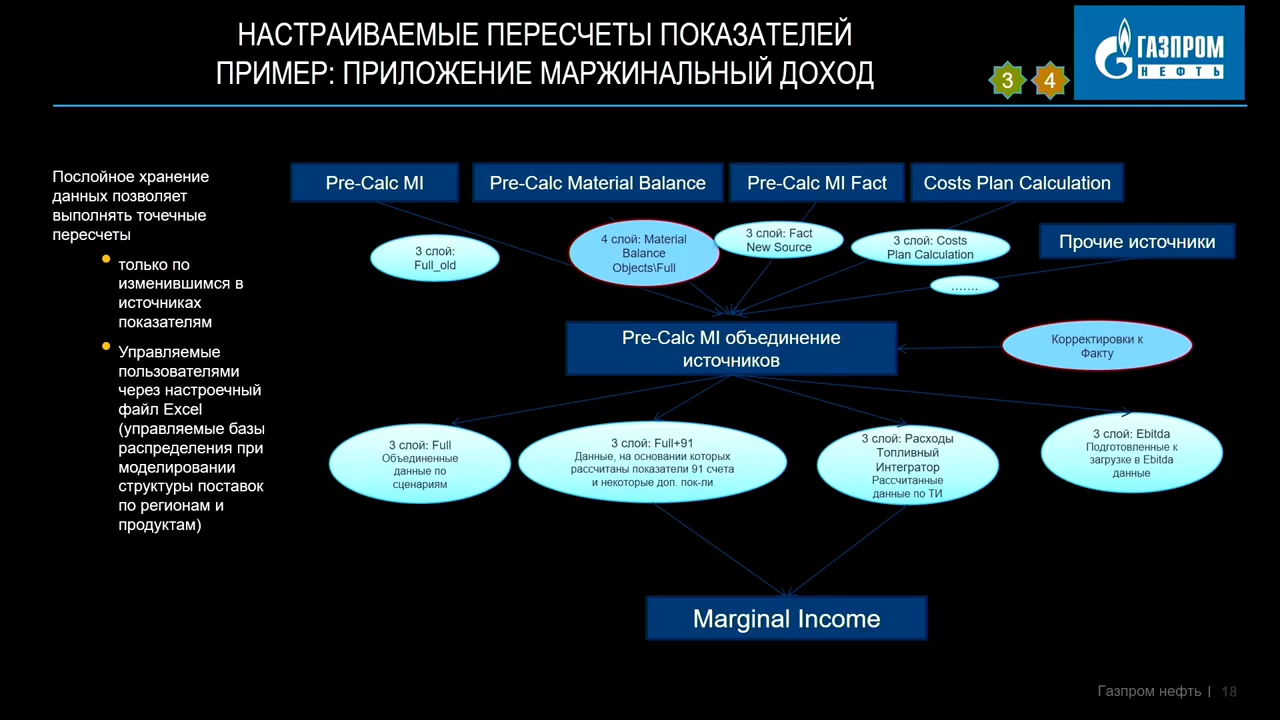 НАСТРАИВАЕМЫЕ ПЕРЕСЧЕТЫ ПОКАЗАТЕЛЕЙ
ПРИМЕР: ПРИЛОЖЕНИЕ МАРЖИНАЛЬНЫЙ ДОХОД
3
4
ГАЗПРОМ
НЕФТЬ
Послойное хранение
данных позволяет
выполнять точечные
пересчеты
только по
изменившимся в
источниках
показателям
Управляемые
пользователями
через настроечный
файл Excel
(управляемые базы
распределения при
моделировании
структуры поставок
по регионам и
продуктам)
Pre-Calc MI
Pre-Calc Material Balance
Pre-Calc MI Fact
Costs Plan Calculation
Прочие источники
3 слой:
Full_old
4 слой: Material
Balance
Objects\Full
3 слой: Fact
New Source
3 слой: Costs
Plan Calculation
.......
Pre-Calc MI объединение
источников
Корректировки к
Факту
3 слой: Full
Объединенные
данные по
сценариям
3 слой: Full+91
Данные, на основании которых
рассчитаны показатели 91 счета
и некоторые доп. пок-ли
3 слой: Расходы
Топливный
Интегратор
Рассчитанные
данные по ТИ
3 слой: Ebitda
Подготовленные к
загрузке в Ebitda
данные
Marginal Income
Газпром нефть | 18